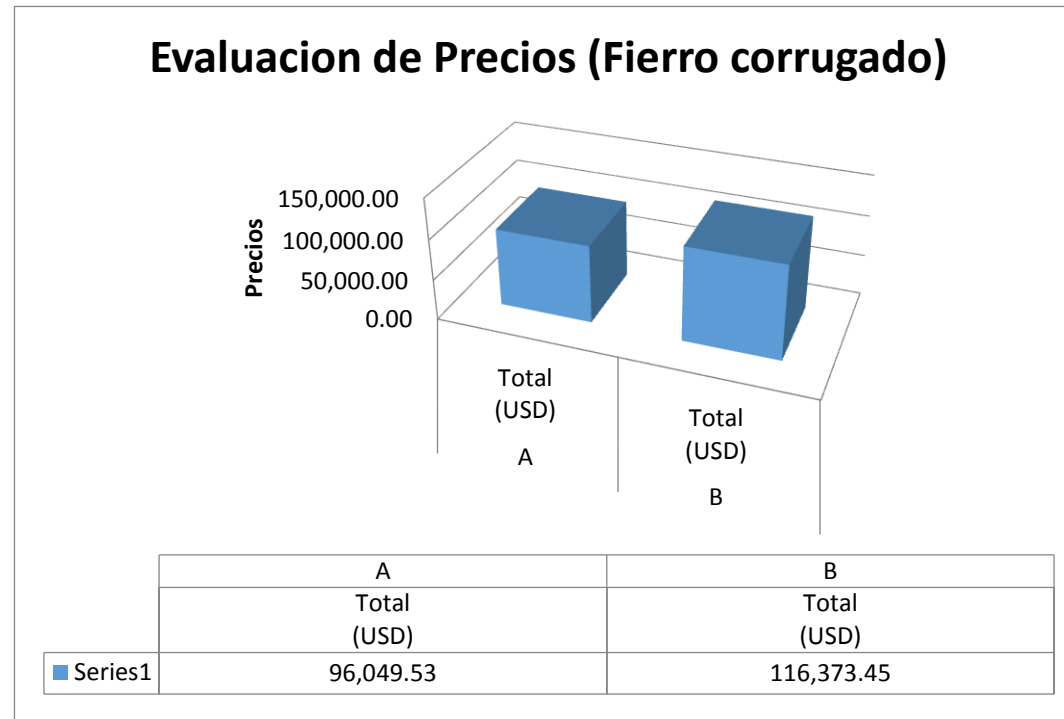 Evaluacion de Precios (Fierro corrugado)
Precios
150,000.00
100,000.00
50,000.00
0.00
Total
(USD)
A
Total
(USD)
B
A B
Total Total
(USD) (USD)
Series1 96,049.53 116,373.45